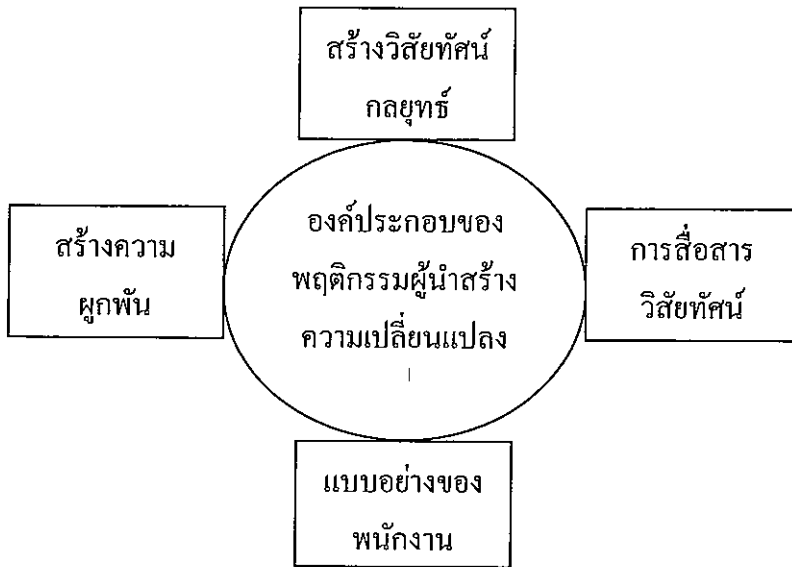 สร้างวิสัยทัศน์
กลยุทธ์
องค์ประกอบของ
พฤติกรรมผู้นำสร้าง
ความเปลี่ยนแปลง
สร้างความ
ผูกพัน
การสื่อสาร
วิสัยทัศน์
แบบอย่างของ
พนักงาน